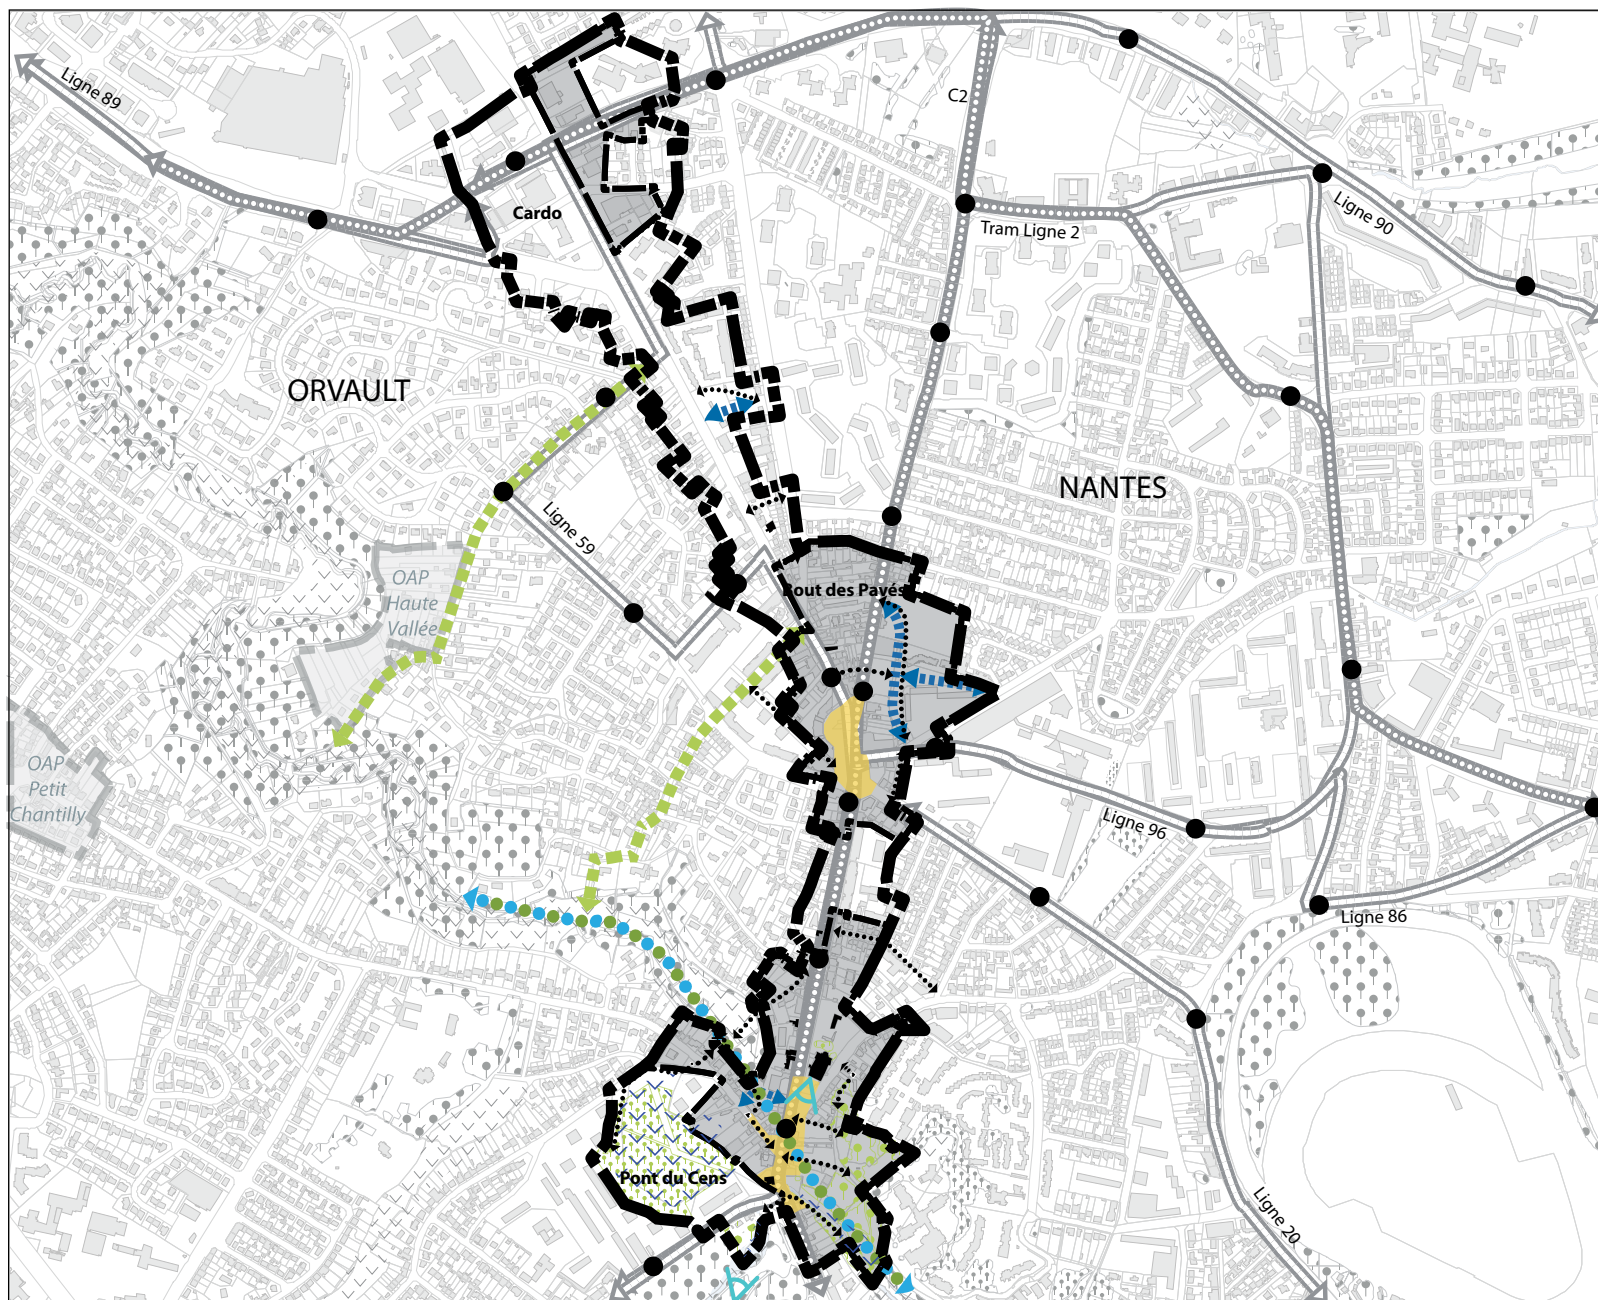 Ligne 89
C2
Cardo
Tram Ligne 2
Ligne 90
ORVAULT
NANTES
Ligne 59
OAP
Haute
Vallée
Bout des Pavés
OAP
Petit
Chantilly
Ligne 96
Ligne 86
Pont du Cens
Ligne 20